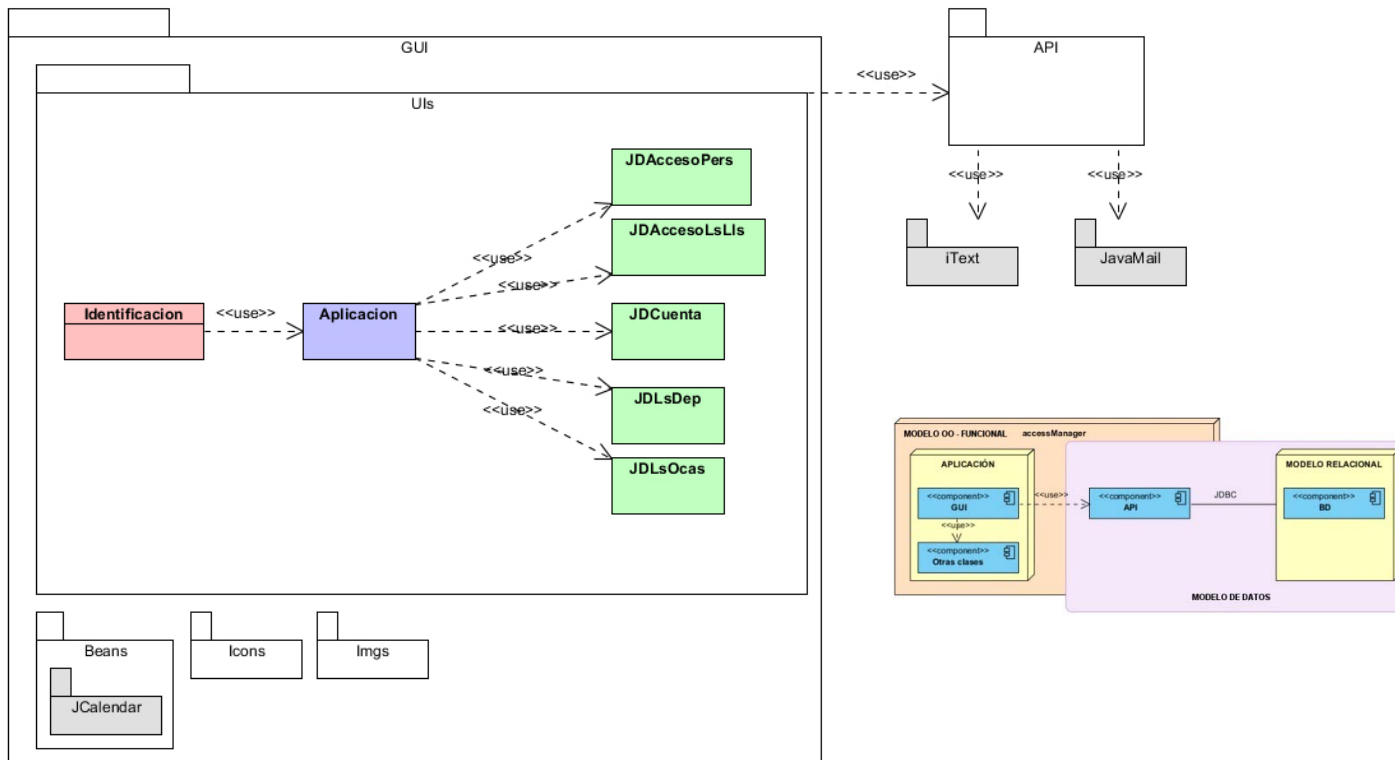 GUI
UIs
JDAccesoPers
JDAccesoLsLIs
JDCuenta
JDLsDep
JDLsOcas
<<use>>
<<use>>
<<use>>
<<use>>
<<use>>
Identificacion
<<use>>
Aplicacion
Beans
JCalendar
Icons
Imgs
<<use>>
API
<<use>>
<<use>>
iText
JavaMail
MODELO OO - FUNCIONAL accessManager
APLICACIÓN
<<component>>
GUI
<<use>>
<<use>>
<<component>>
Otras clases
<<component>>
API
JDBC
MODELO RELACIONAL
<<component>>
BD
MODELO DE DATOS